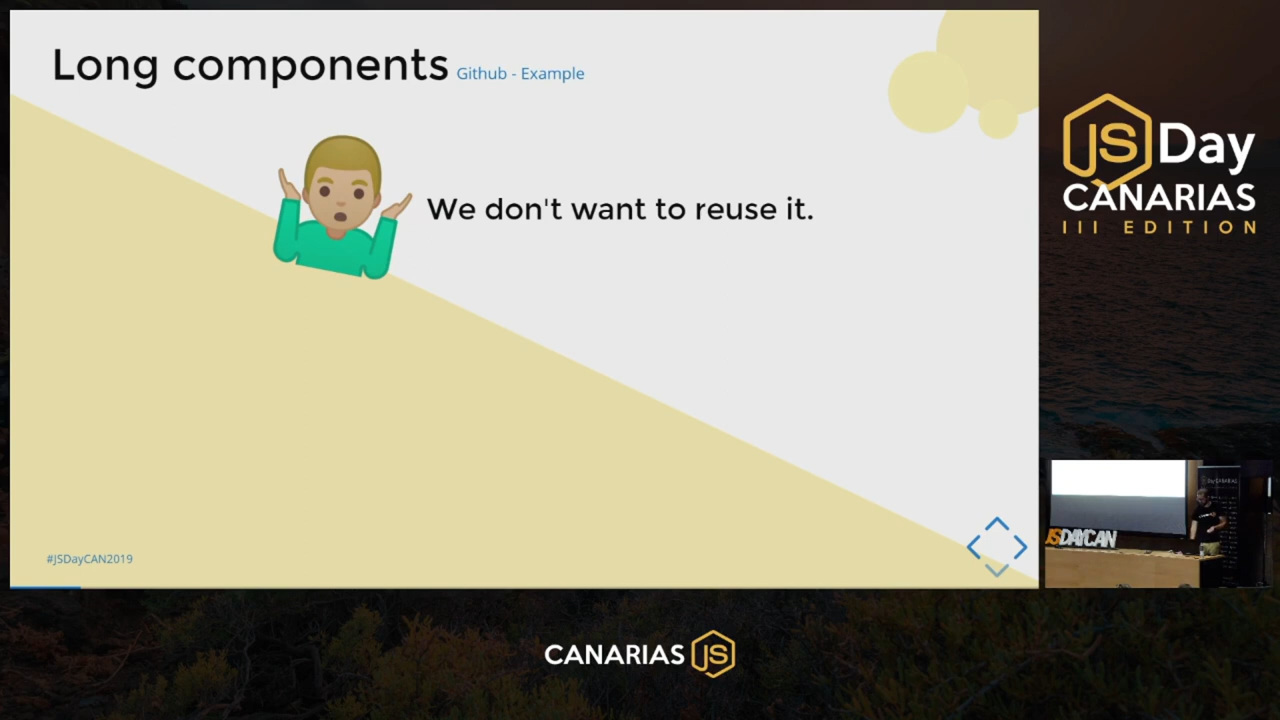 Long components Github - Example
We don't want to reuse it.
#JSDayCAN2019
JS Day
CANARIAS
III EDITION
JSDAYCAN
CANARIAS JS